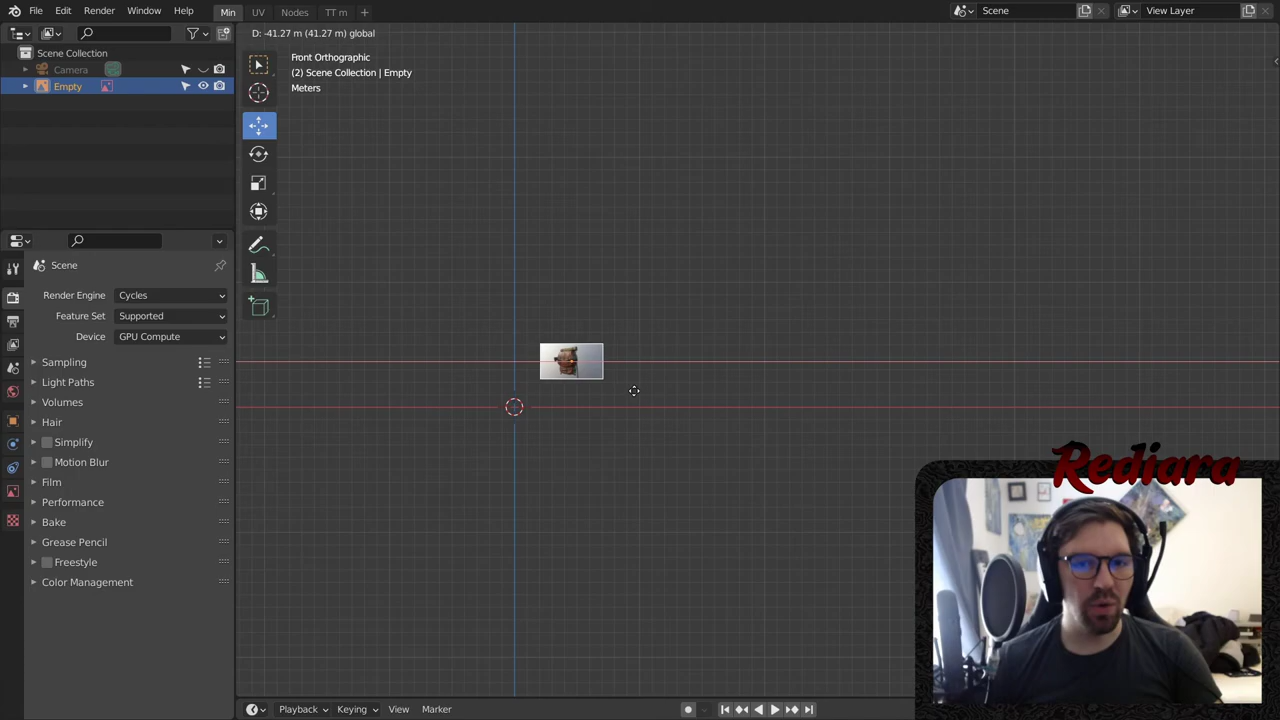 File Edit Render Window Help
Min UV Nodes TT m
Scene
View Layer
Scene Collection
Camera
Empty
D: -41.27 m (41.27 m) global
Front Orthographic
(2) Scene Collection | Empty
Meters
Scene
Render Engine Cycles
Feature Set Supported
Device GPU Compute
Sampling
Light Paths
Volumes
Hair
Simplify
Motion Blur
Film
Performance
Bake
Grease Pencil
Freestyle
Color Management
Rediara
Playback Keying View Marker